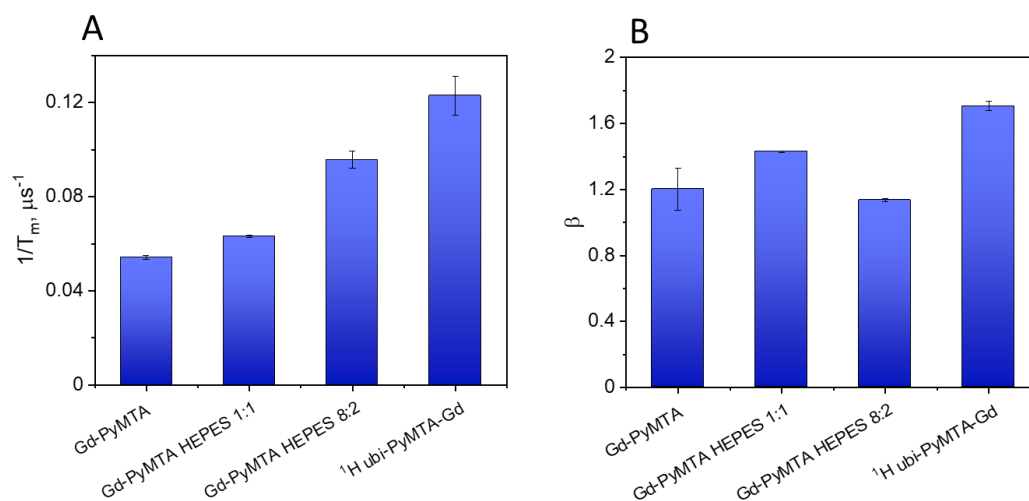 A
1/Tm, μs-1
0.12
0.08
0.04
0
Gd-PyMTA
Gd-PyMTA HEPES 1:1
Gd-PyMTA HEPES 8:2
1H ubi-PyMTA-Gd
B
β
2
1.6
1.2
0.8
0.4
0
Gd-PyMTA
Gd-PyMTA HEPES 1:1
Gd-PyMTA HEPES 8:2
1H ubi-PyMTA-Gd